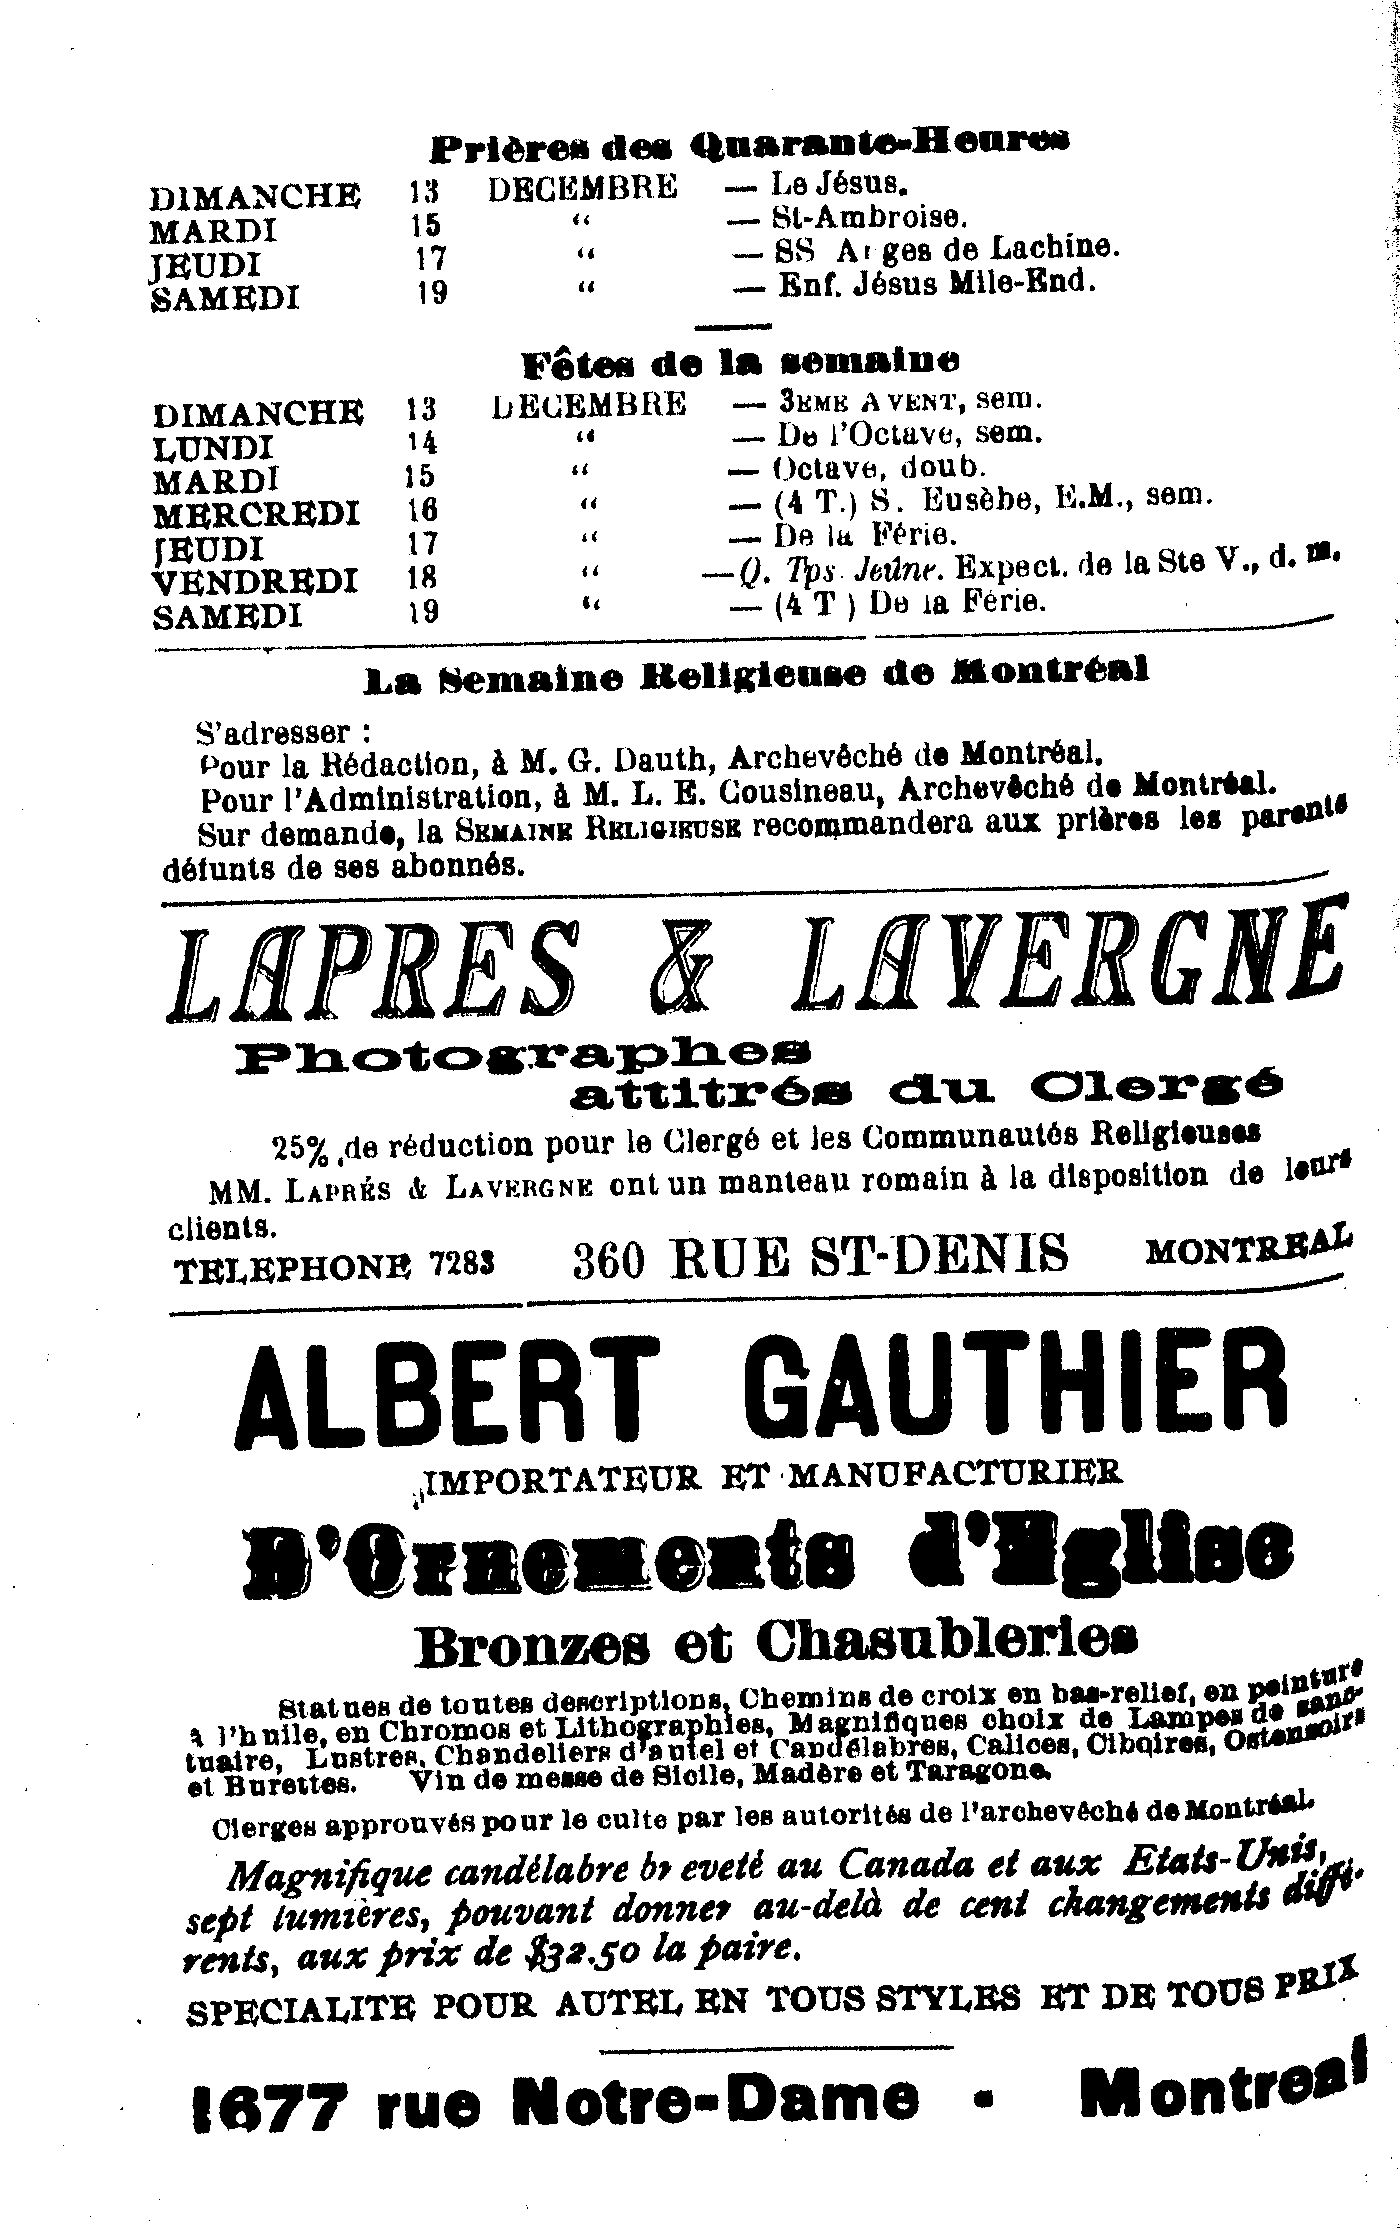 Prières des Quarante-Heures
DIMANCHE 13 DECEMBRE — Le Jésus.
MARDI 15 “ — St-Ambroise.
JEUDI 17 “ — SS Anges de Lachine.
SAMEDI 19 “ — Enf. Jésus Mile-End.
Fêtes de la semaine
DIMANCHE 13 DECEMBRE — 3EME AVENT, sem.
LUNDI 14 “ — De l'Octave, sem.
MARDI 15 “ — Octave, doub.
MERCREDI 16 “ — (4 T.) S. Eusèbe, E.M., sem.
JEUDI 17 “ — De la Férie.
VENDREDI 18 “ —Q. Tps. Jeûne. Expect. de la Ste V., d. m.
SAMEDI 19 “ — (4 T ) De la Férie.
La Semaine Religieuse de Montréal
S'adresser :
Pour la Rédaction, à M. G. Dauth, Archevêché de Montréal.
Pour l'Administration, à M. L. E. Cousineau, Archevêché de Montréal.
Sur demande, la SEMAINE RELIGIEUSE recommandera aux prières les parents
défunts de ses abonnés.
LAPRES & LAVERGNE
Photographes
attitrés du Clergé
25% de réduction pour le Clergé et les Communautés Religieuses
MM. LAPRÉS & LAVERGNE ont un manteau romain à la disposition de leurs
clients.
TELEPHONE 7283 360 RUE ST-DENIS MONTREAL
ALBERT GAUTHIER
IMPORTATEUR ET MANUFACTURIER
D'Ornements d'Eglise
Bronzes et Chasubleries
Statues de toutes descriptions, Chemins de croix en bas-relief, en peinture
à l'huile, en Chromos et Lithographies, Magnifiques choix de Lampes de sanc-
tuaire, Lustres, Chandeliers d'autel et Candélabres, Calices, Ciboires, Ostensoirs
et Burettes. Vin de messe de Sicile, Madère et Taragone.
Cierges approuvés pour le culte par les autorités de l'archevêché de Montréal.
Magnifique candélabre breveté au Canada et aux Etats-Unis,
sept lumières, pouvant donner au-delà de cent changements diffé-
rents, aux prix de $32.50 la paire.
SPECIALITE POUR AUTEL EN TOUS STYLES ET DE TOUS PRIX
1677 rue Notre-Dame - Montreal